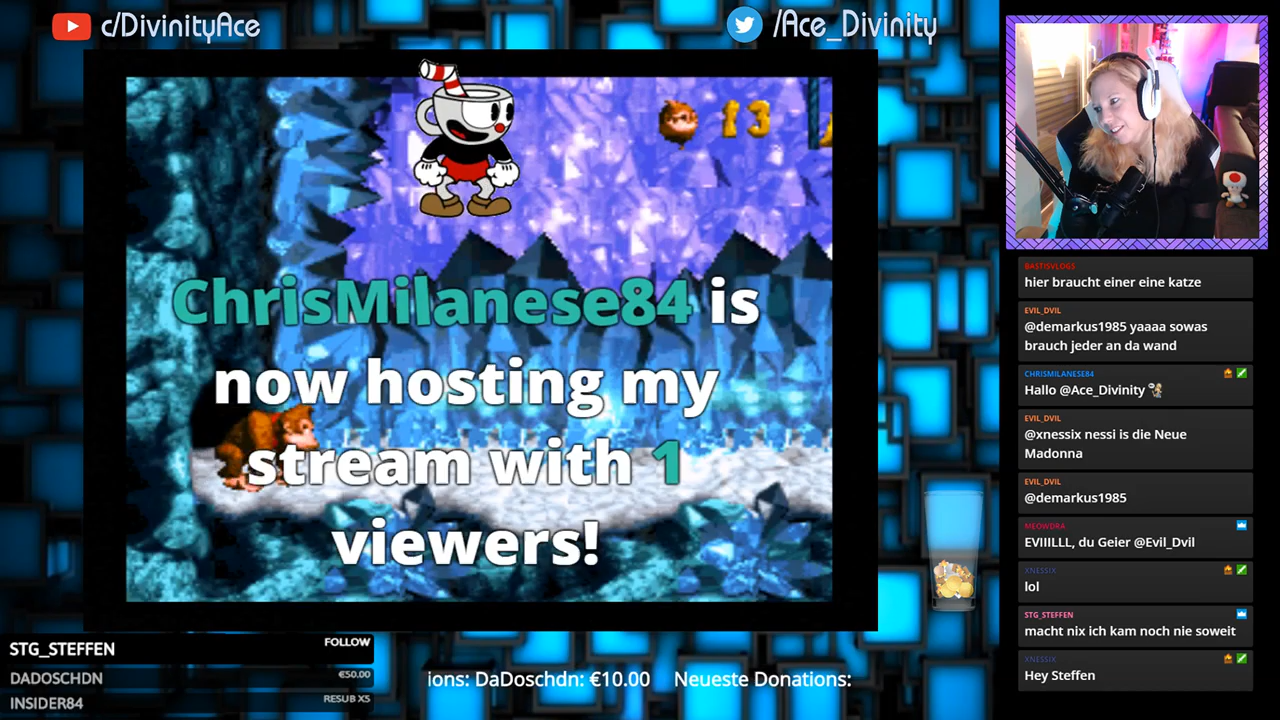 c/DivinityAce
/Ace_Divinity
13
ChrisMilanese84 is
now hosting my
stream with 1
viewers!
BASTISVLOGS
hier braucht einer eine katze
EVIL_DVIL
@demarkus1985 yaaaa sowas
brauch jeder an da wand
CHRISMILANESE84
Hallo @Ace_Divinity
EVIL_DVIL
@xnessix nessi is die Neue
Madonna
EVIL_DVIL
@demarkus1985
MEOWDRA
EVIIILLL, du Geier @Evil_Dvil
XNESSIX
lol
STG_STEFFEN
macht nix ich kam noch nie soweit
XNESSIX
Hey Steffen
STG_STEFFEN FOLLOW
DADOSCHDN €50.00
INSIDER84 RESUB X5
ions: DaDoschdn: €10.00 Neueste Donations: